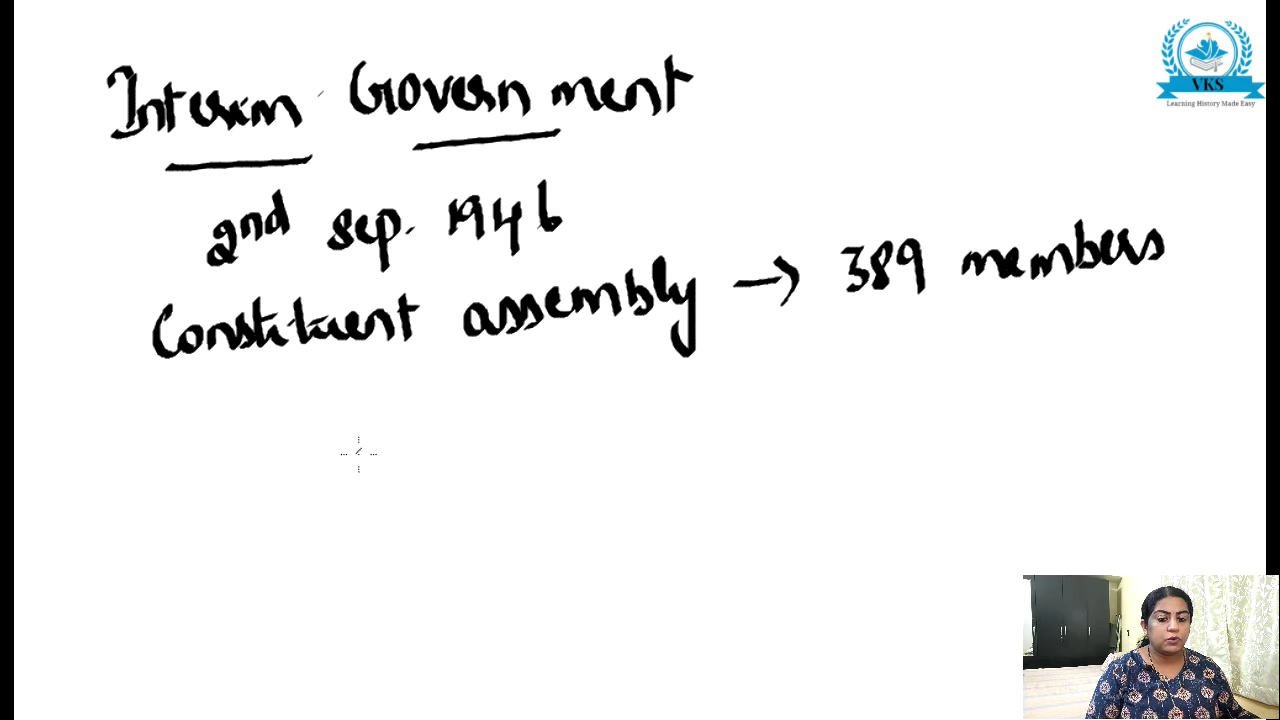 Interim Government
2nd Sep. 1946
Constituent assembly → 389 members
VKS
Learning History Made Easy